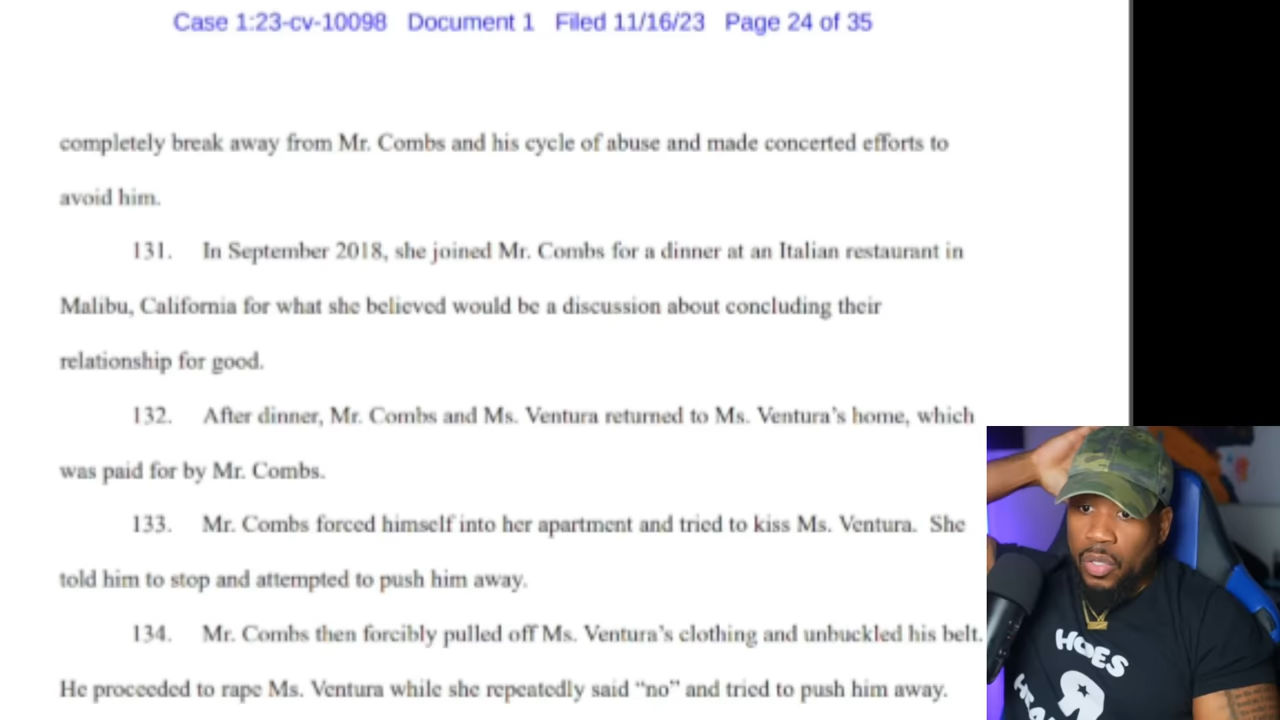 Case 1:23-cv-10098 Document 1 Filed 11/16/23 Page 24 of 35
completely break away from Mr. Combs and his cycle of abuse and made concerted efforts to
avoid him.
131. In September 2018, she joined Mr. Combs for a dinner at an Italian restaurant in
Malibu, California for what she believed would be a discussion about concluding their
relationship for good.
132. After dinner, Mr. Combs and Ms. Ventura returned to Ms. Ventura’s home, which
was paid for by Mr. Combs.
133. Mr. Combs forced himself into her apartment and tried to kiss Ms. Ventura. She
told him to stop and attempted to push him away.
134. Mr. Combs then forcibly pulled off Ms. Ventura’s clothing and unbuckled his belt.
He proceeded to rape Ms. Ventura while she repeatedly said “no” and tried to push him away.
HOES